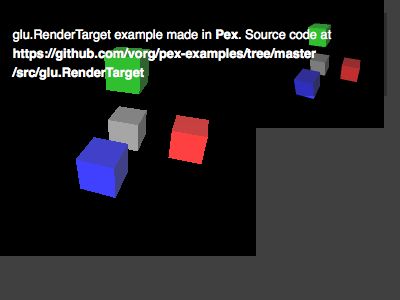 glu.RenderTarget example made in Pex. Source code at
https://github.com/vorg/pex-examples/tree/master
/src/glu.RenderTarget